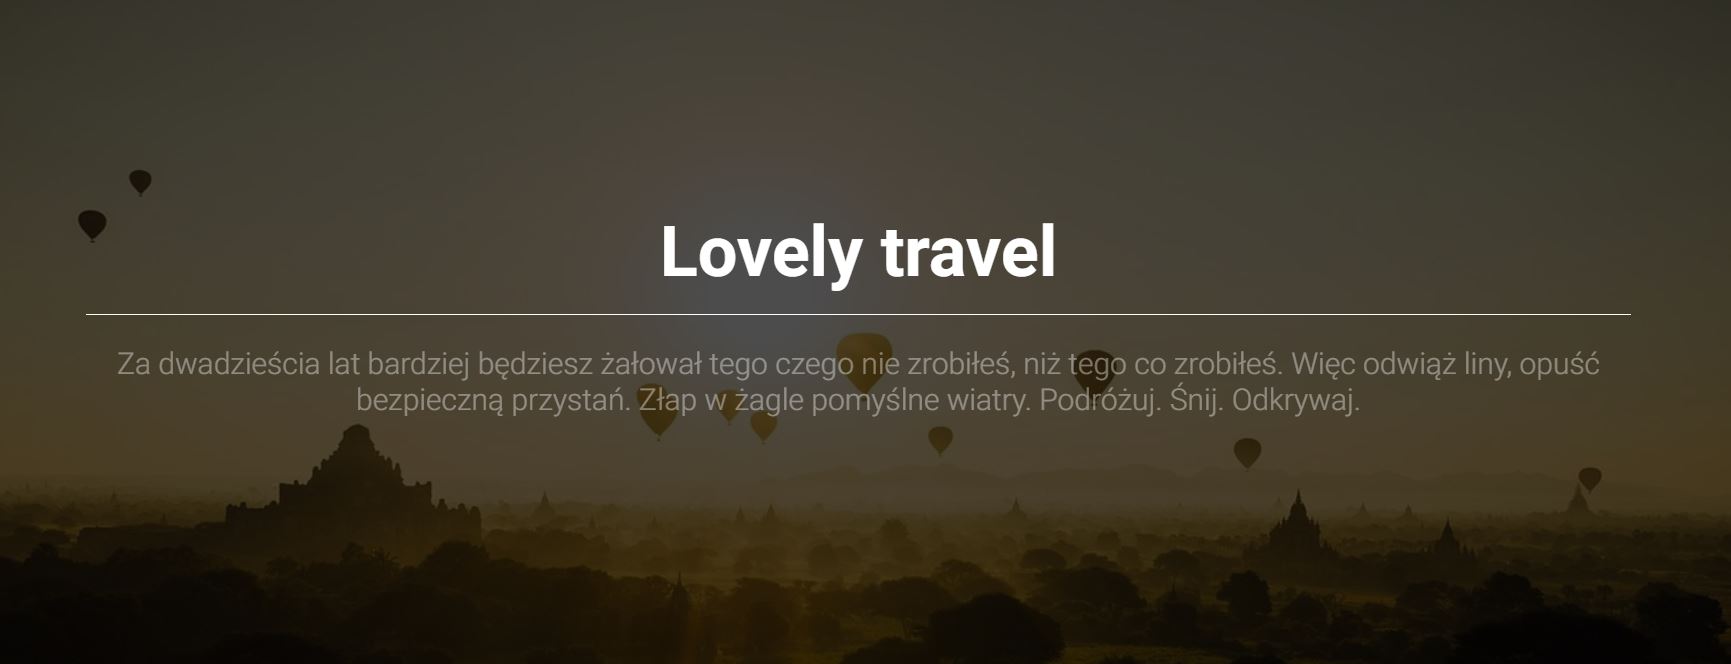 Lovely travel
Za dwadzieścia lat bardziej będziesz żałował tego czego nie zrobiłeś, niż tego co zrobiłeś. Więc odwiąż liny, opuść
bezpieczną przystań. Złap w żagle pomyślne wiatry. Podróżuj. Śnij. Odkrywaj.